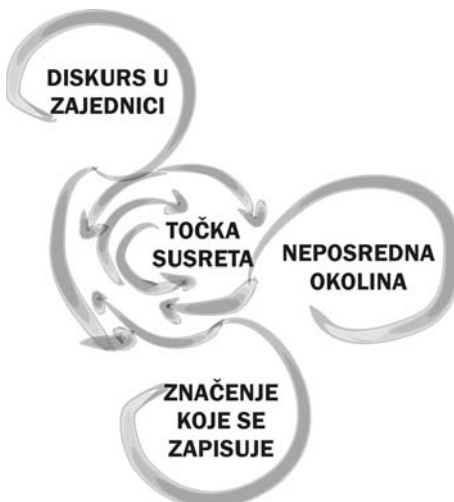 DISKURS U
ZAJEDNICI
TOČKA
SUSRETA
NEPOSREDNA
OKOLINA
ZNAČENJE
KOJE SE
ZAPISUJE